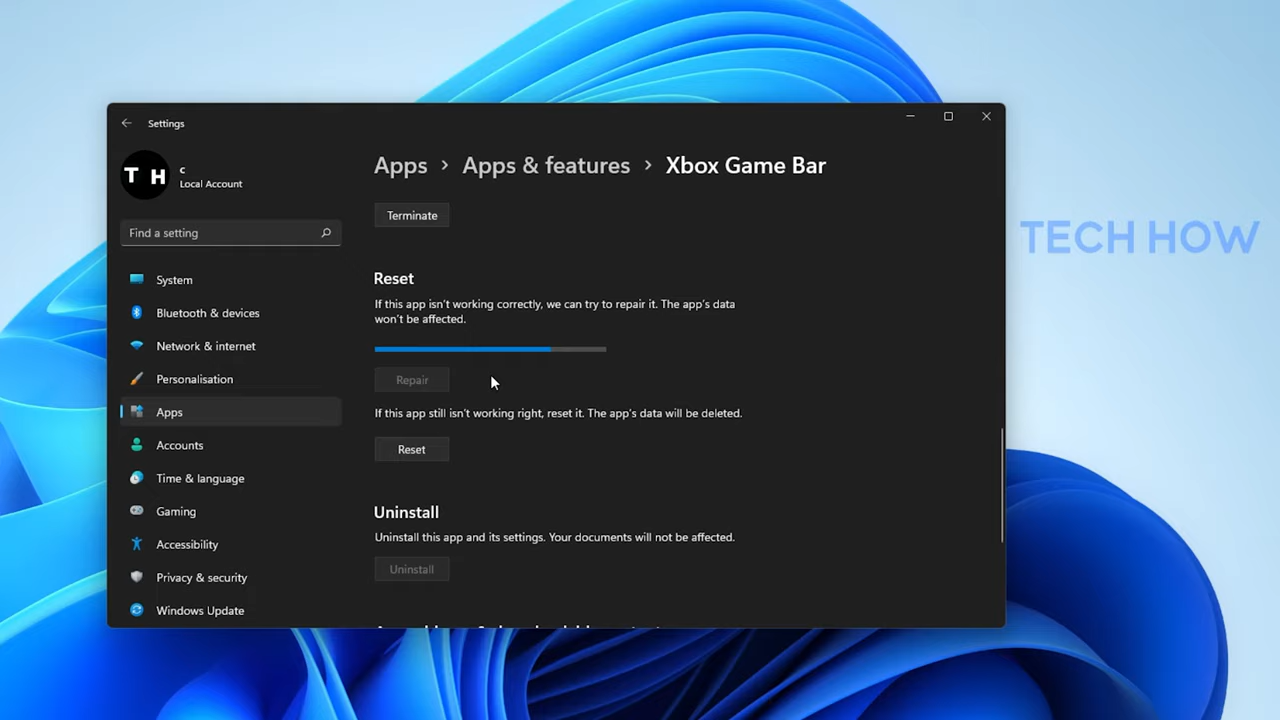 Settings
T H
c
Local Account
Find a setting
System
Bluetooth & devices
Network & internet
Personalisation
Apps
Accounts
Time & language
Gaming
Accessibility
Privacy & security
Windows Update
Apps > Apps & features > Xbox Game Bar
Terminate
Reset
If this app isn't working correctly, we can try to repair it. The app's data
won't be affected.
Repair
If this app still isn't working right, reset it. The app's data will be deleted.
Reset
Uninstall
Uninstall this app and its settings. Your documents will not be affected.
Uninstall
TECH HOW